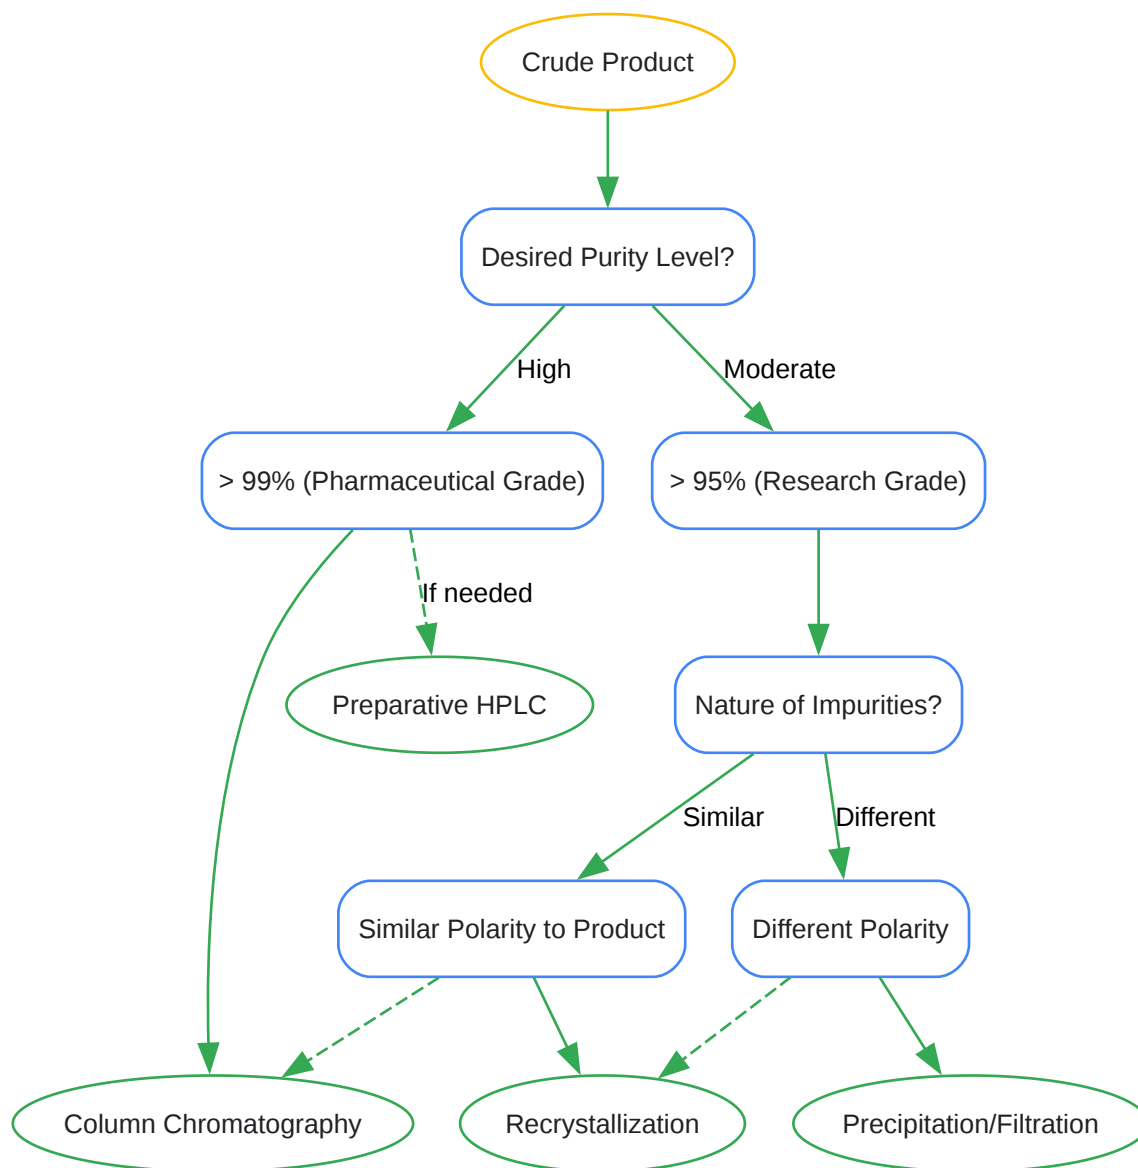 Crude Product
Desired Purity Level?
High
Moderate
> 99% (Pharmaceutical Grade)
> 95% (Research Grade)
If needed
Preparative HPLC
Nature of Impurities?
Similar
Different
Similar Polarity to Product
Different Polarity
Column Chromatography
Recrystallization
Precipitation/Filtration